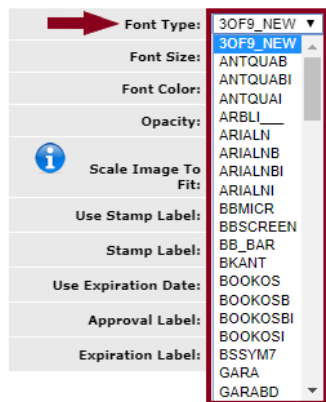 Font Type: 3OF9_NEW
3OF9_NEW
Font Size:
ANTQUAB
ANTQUABI
Font Color:
ANTQUAI
ARBLI___
Opacity:
ARIALN
ARIALNB
Scale Image To
Fit:
ARIALNBI
ARIALNI
BBMICR
Use Stamp Label:
BBSCREEN
BB_BAR
Stamp Label:
BKANT
BOOKOS
Use Expiration Date:
BOOKOSB
BOOKOSBI
Approval Label:
BOOKOSI
BSSYM7
Expiration Label:
GARA
GARABD